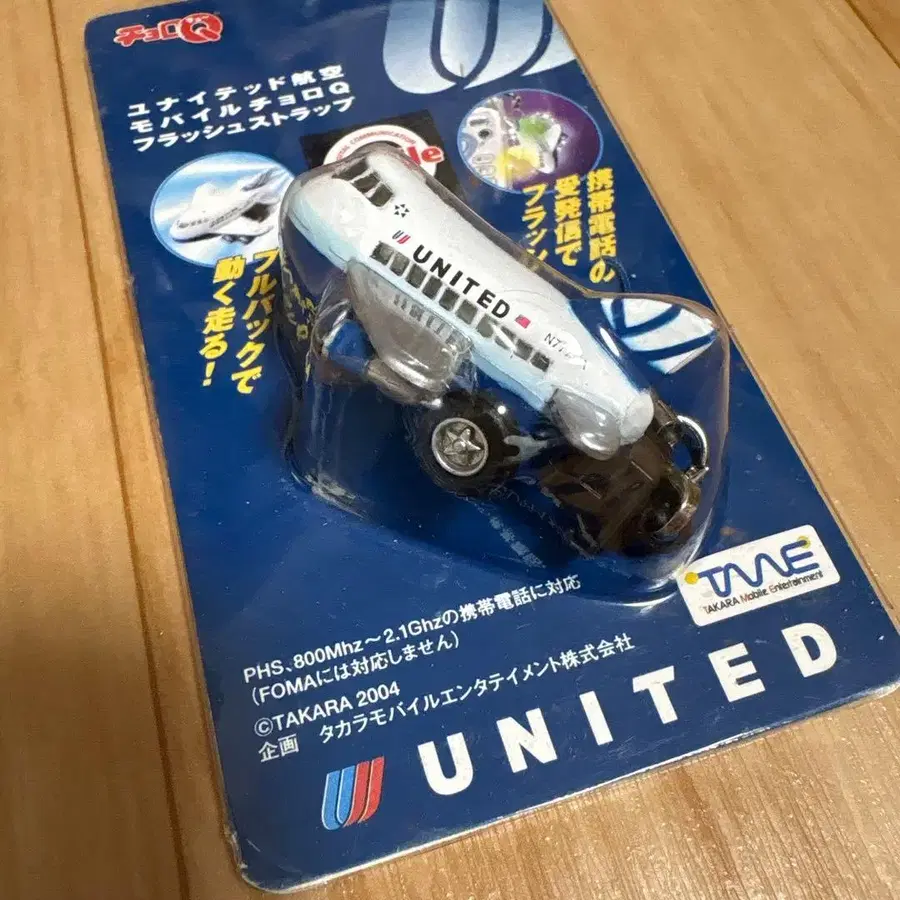 チョロQ
ユナイテッド航空
モバイルチョロQ
フラッシュストラップ
携帯電話の
受発信で
フラッシ
プルバックで
動く走る!
UNITED
PHS、800Mhz~2.1Ghzの携帯電話に対応
(FOMAには対応しません)
©TAKARA 2004
企画 タカラモバイルエンタテイメント株式会社
TME
TAKARA Mobile Entertainment
UNITED